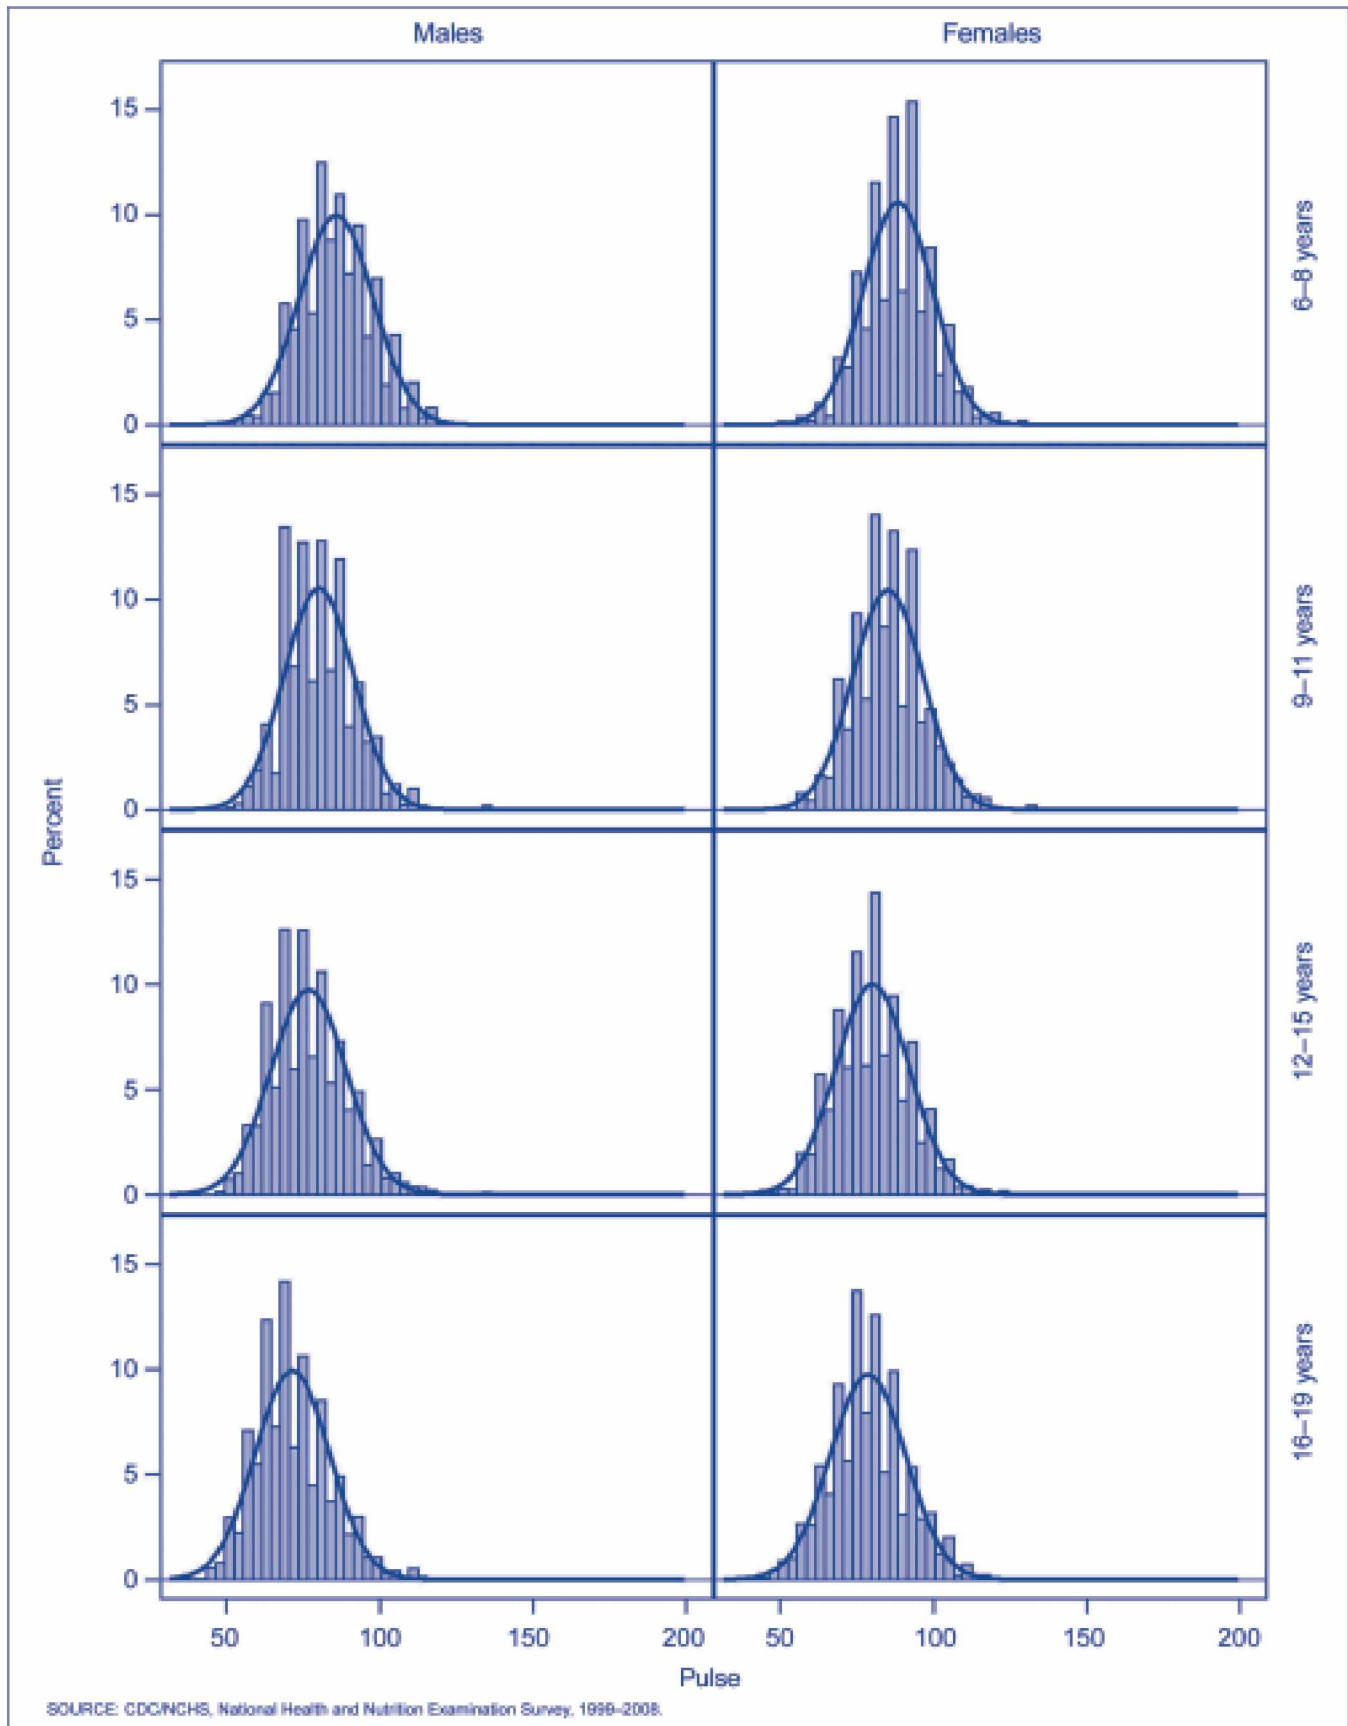 Males Females
15
10
5
0
6–8 years
15
10
5
0
9–11 years
Percent
15
10
5
0
12–15 years
15
10
5
0
16–19 years
50 100 150 200 50 100 150 200
Pulse
SOURCE: CDC/NCHS, National Health and Nutrition Examination Survey, 1999–2008.